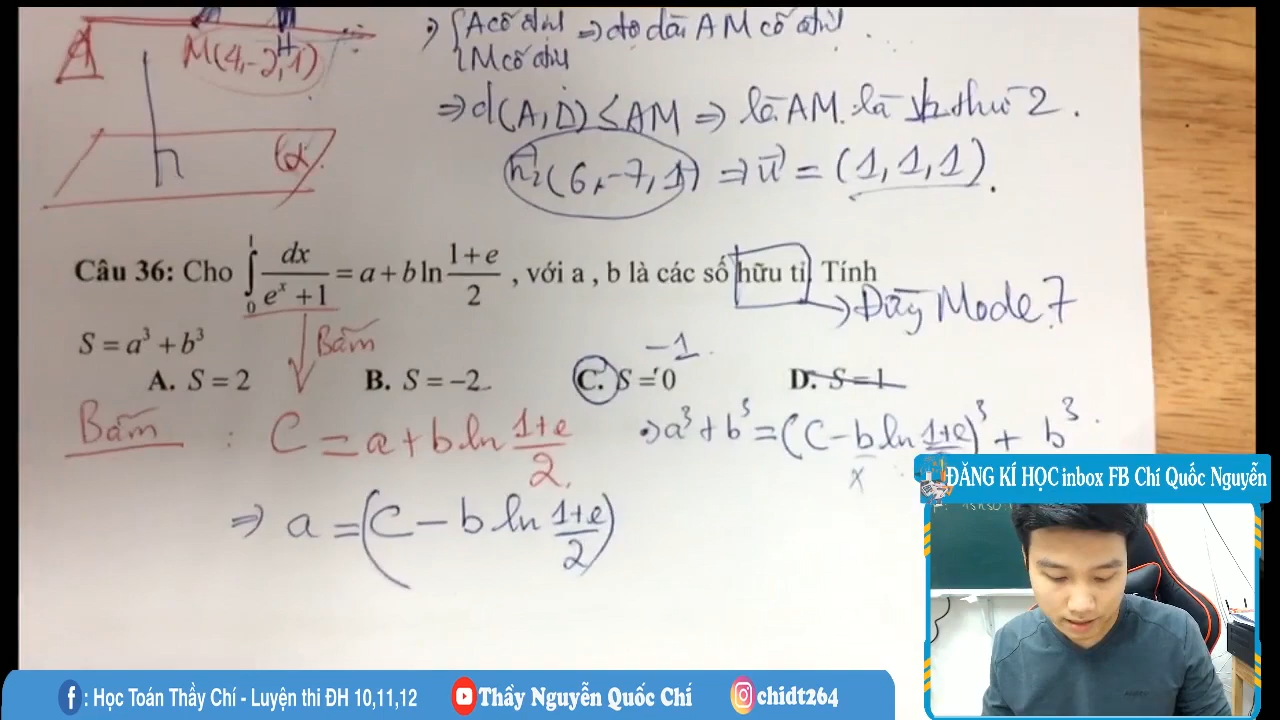 A cố định
=> độ dài AM cố định
M cố định
M(4,-2,1)
H
=> d(A,D) ≤ AM => là AM là thứ 2.
(α)
n₂(6,-7,1) => u = (1,1,1).
Câu 36: Cho ∫₀¹ dx/(eˣ+1) = a + b ln (1+e)/2 , với a , b là các số hữu tỉ. Tính
Dãy Mode 7
S = a³ + b³
Bấm
-1
A. S = 2 B. S = -2 C. S = 0 D. S = 1
Bấm : C = a + b ln (1+e)/2
=> a³ + b³ = (C - b ln (1+e)/2)³ + b³
x
=> a = (C - b ln (1+e)/2)
ĐĂNG KÍ HỌC inbox FB Chí Quốc Nguyễn
: Học Toán Thầy Chí - Luyện thi ĐH 10,11,12
Thầy Nguyễn Quốc Chí
chidt264